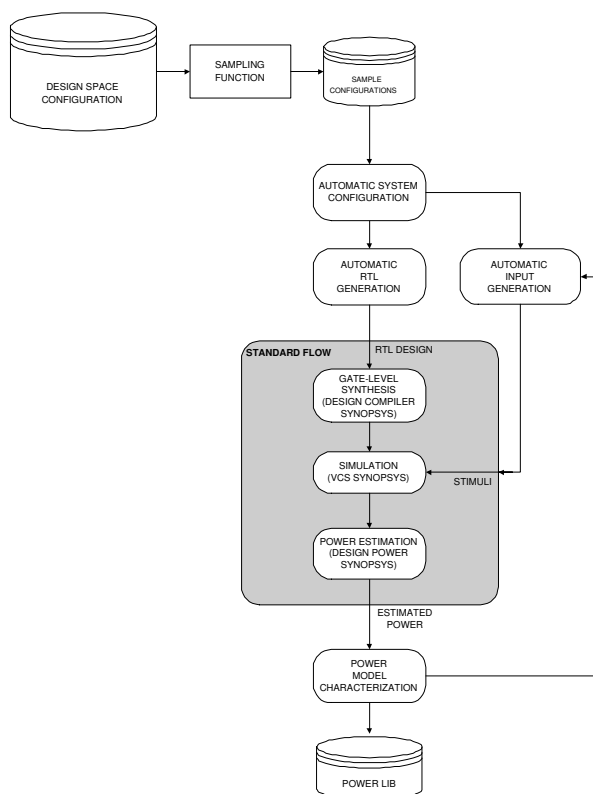 DESIGN SPACE
CONFIGURATION
SAMPLING
FUNCTION
SAMPLE
CONFIGURATIONS
AUTOMATIC SYSTEM
CONFIGURATION
AUTOMATIC
RTL
GENERATION
AUTOMATIC
INPUT
GENERATION
STANDARD FLOW
RTL DESIGN
GATE-LEVEL
SYNTHESIS
(DESIGN COMPILER
SYNOPSYS)
SIMULATION
(VCS SYNOPSYS)
STIMULI
POWER ESTIMATION
(DESIGN POWER
SYNOPSYS)
ESTIMATED
POWER
POWER
MODEL
CHARACTERIZATION
POWER LIB